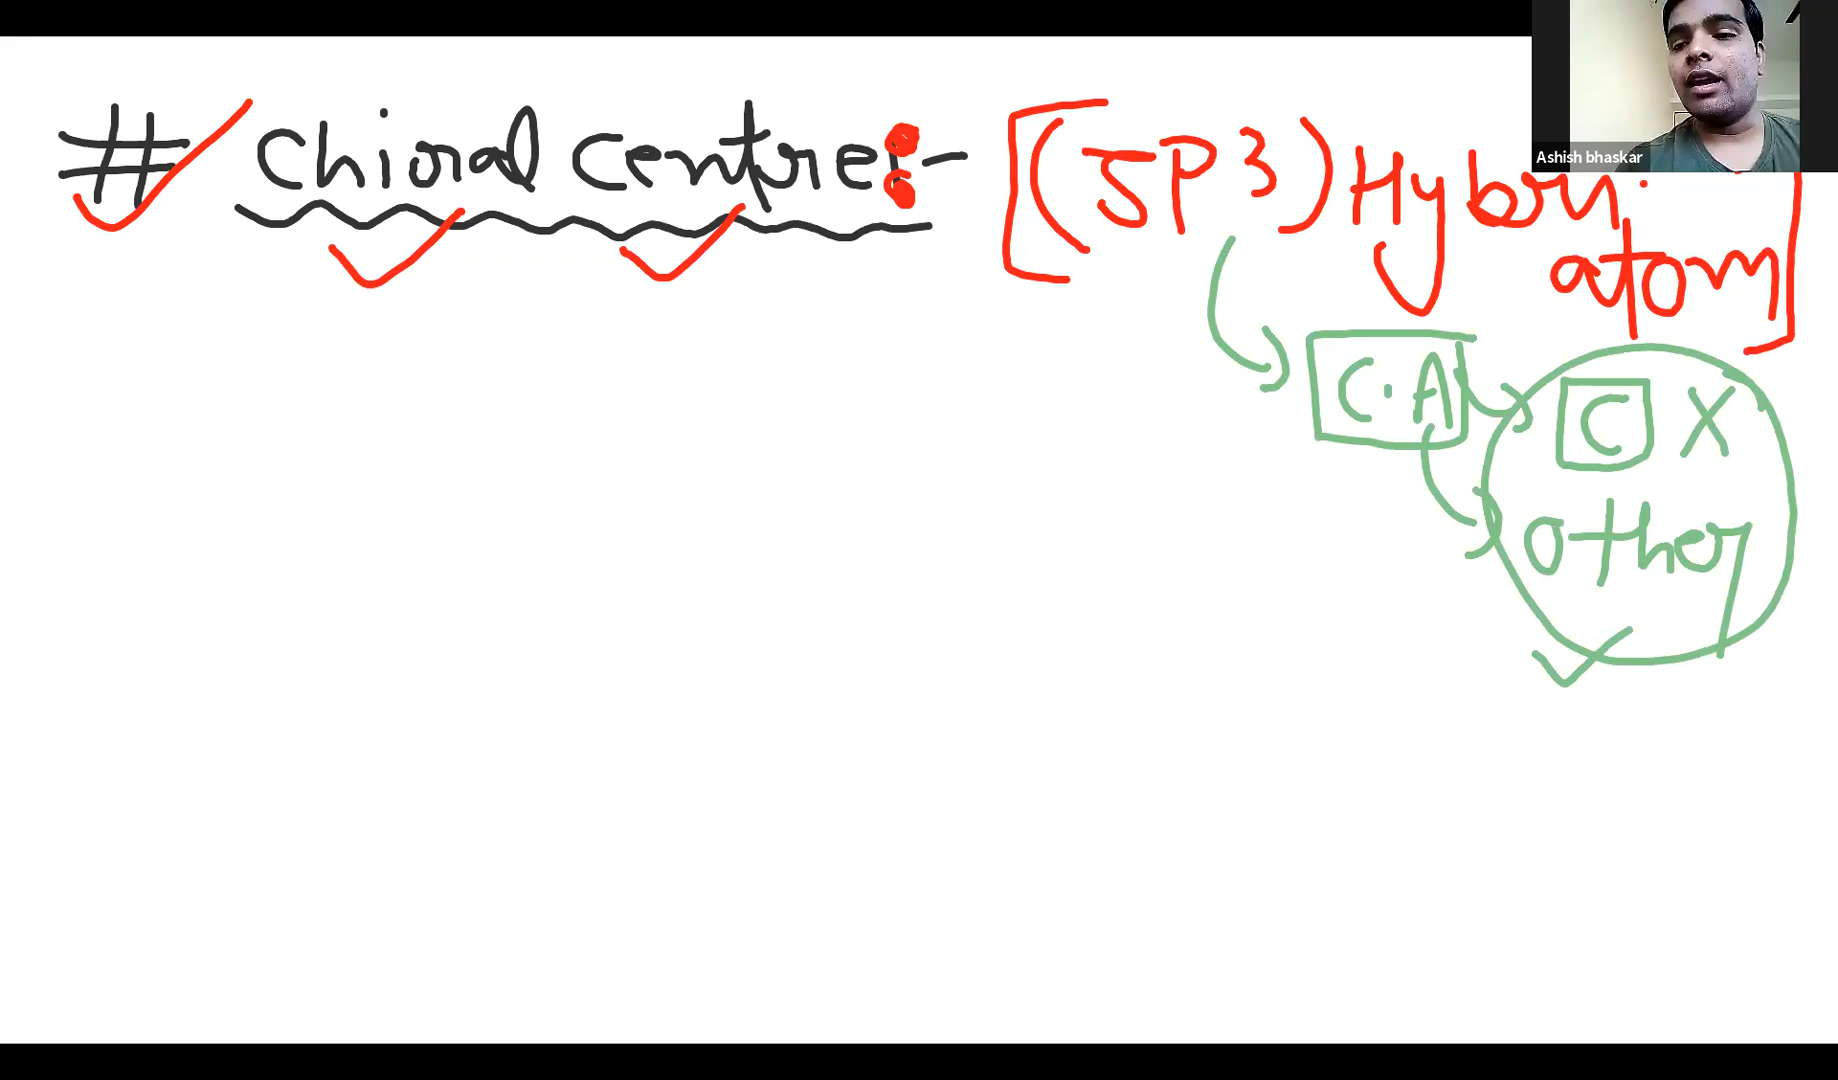 # Chiral Centre:- [(SP3) Hybri.
atom]
C.A
C X
other
Ashish bhaskar